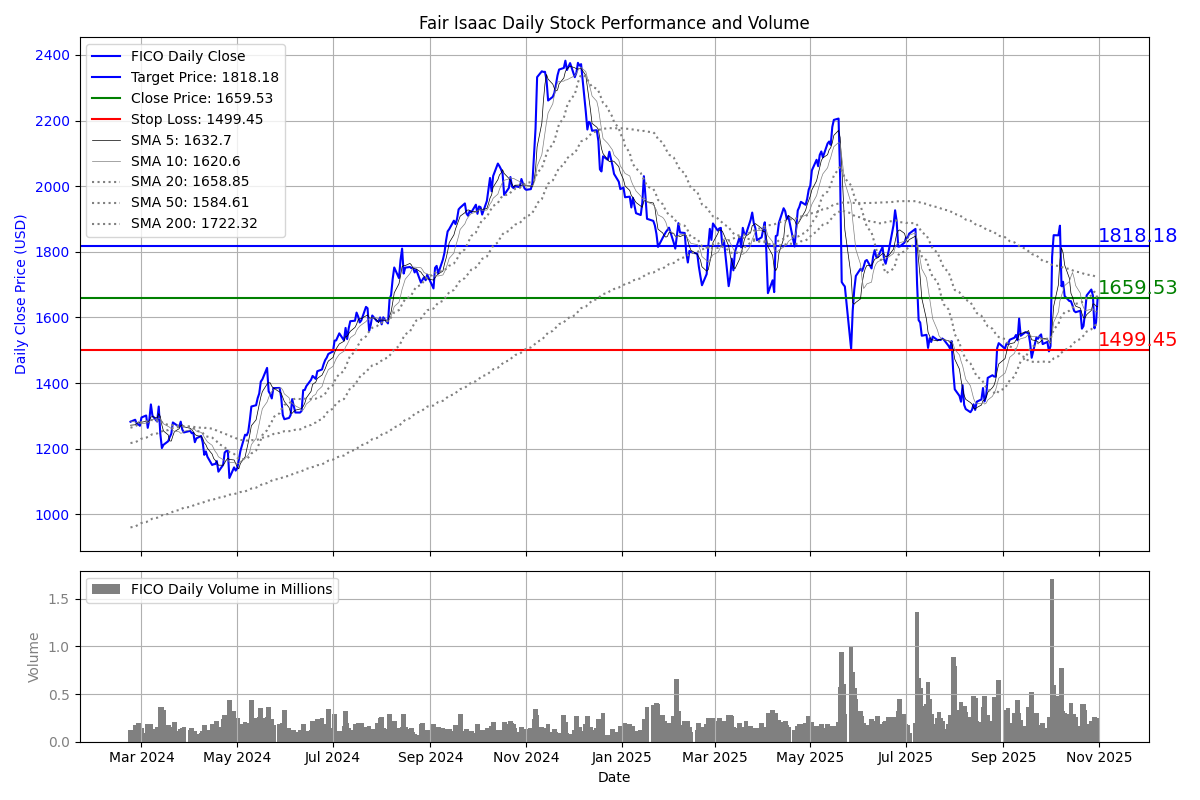 Fair Isaac Daily Stock Performance and Volume
FICO Daily Close
Target Price: 1818.18
Close Price: 1659.53
Stop Loss: 1499.45
SMA 5: 1632.7
SMA 10: 1620.6
SMA 20: 1658.85
SMA 50: 1584.61
SMA 200: 1722.32
Daily Close Price (USD)
2400
2200
2000
1800
1600
1400
1200
1000
1818.18
1659.53
1499.45
FICO Daily Volume in Millions
Volume
1.5
1.0
0.5
0.0
Mar 2024 May 2024 Jul 2024 Sep 2024 Nov 2024 Jan 2025 Mar 2025 May 2025 Jul 2025 Sep 2025 Nov 2025
Date